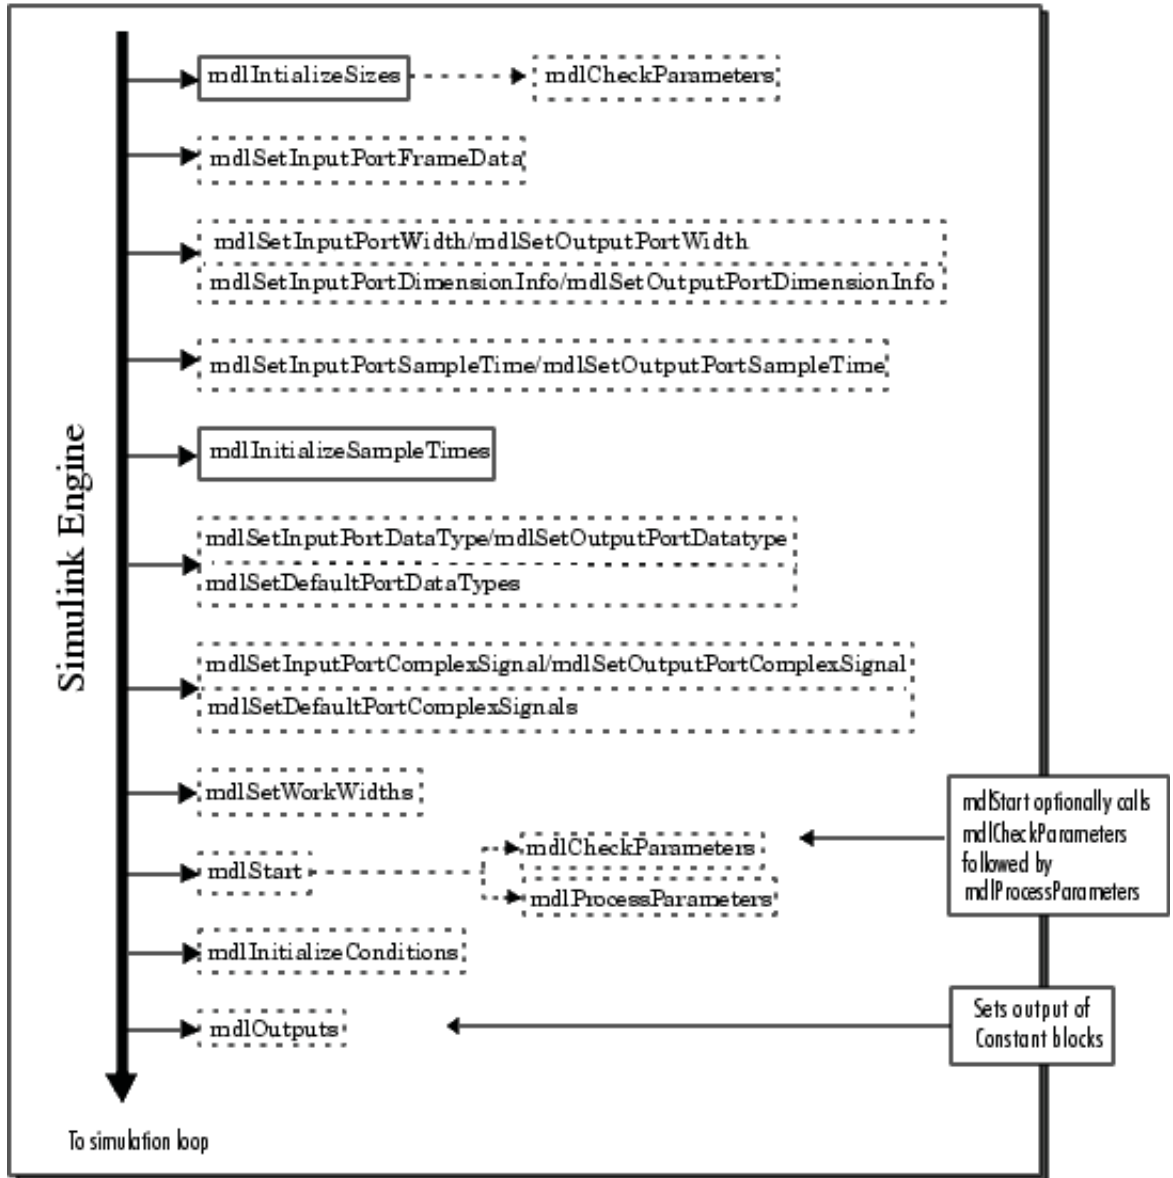 mdlIntializeSizes
mdlCheckParameters
mdlSetInputPortFrameData
mdlSetInputPortWidth/mdlSetOutputPortWidth
mdlSetInputPortDimensionInfo/mdlSetOutputPortDimensionInfo
mdlSetInputPortSampleTime/mdlSetOutputPortSampleTime
mdlInitializeSampleTimes
Simulink Engine
mdlSetInputPortDataType/mdlSetOutputPortDatatype
mdlSetDefaultPortDataTypes
mdlSetInputPortComplexSignal/mdlSetOutputPortComplexSignal
mdlSetDefaultPortComplexSignals
mdlSetWorkWidths
mdlStart
mdlCheckParameters
mdlProcessParameters
mdlStart optionally calls
mdlCheckParameters
followed by
mdlProcessParameters
mdlInitializeConditions
mdlOutputs
Sets output of
Constant blocks
To simulation loop